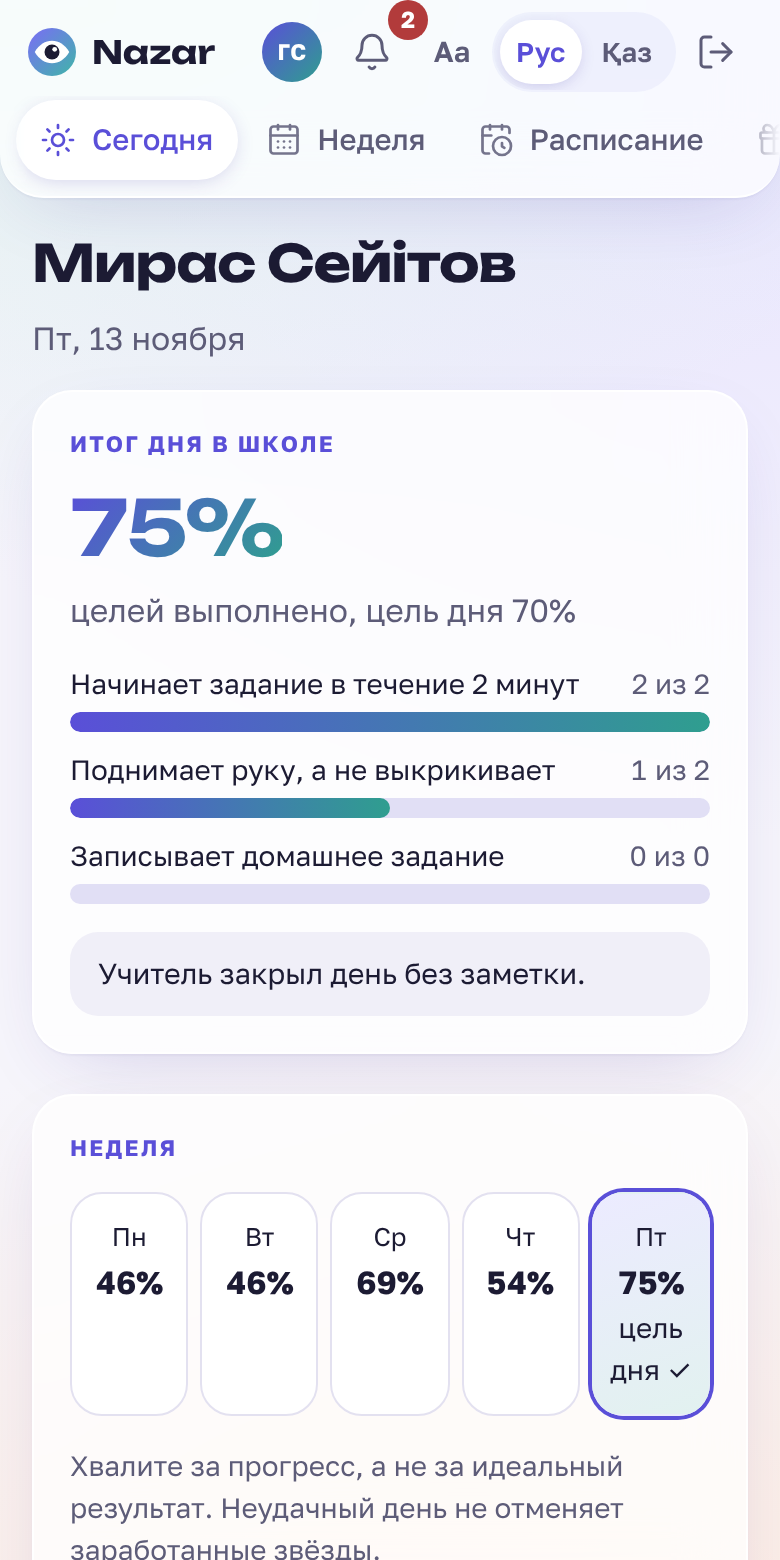 Nazar
ГС
2
Aa
Рус
Қаз
Сегодня
Неделя
Расписание
Мирас Сейітов
Пт, 13 ноября
ИТОГ ДНЯ В ШКОЛЕ
75%
целей выполнено, цель дня 70%
Начинает задание в течение 2 минут 2 из 2
Поднимает руку, а не выкрикивает 1 из 2
Записывает домашнее задание 0 из 0
Учитель закрыл день без заметки.
НЕДЕЛЯ
Пн
46%
Вт
46%
Ср
69%
Чт
54%
Пт
75%
цель
дня ✓
Хвалите за прогресс, а не за идеальный
результат. Неудачный день не отменяет
заработанные звёзды.